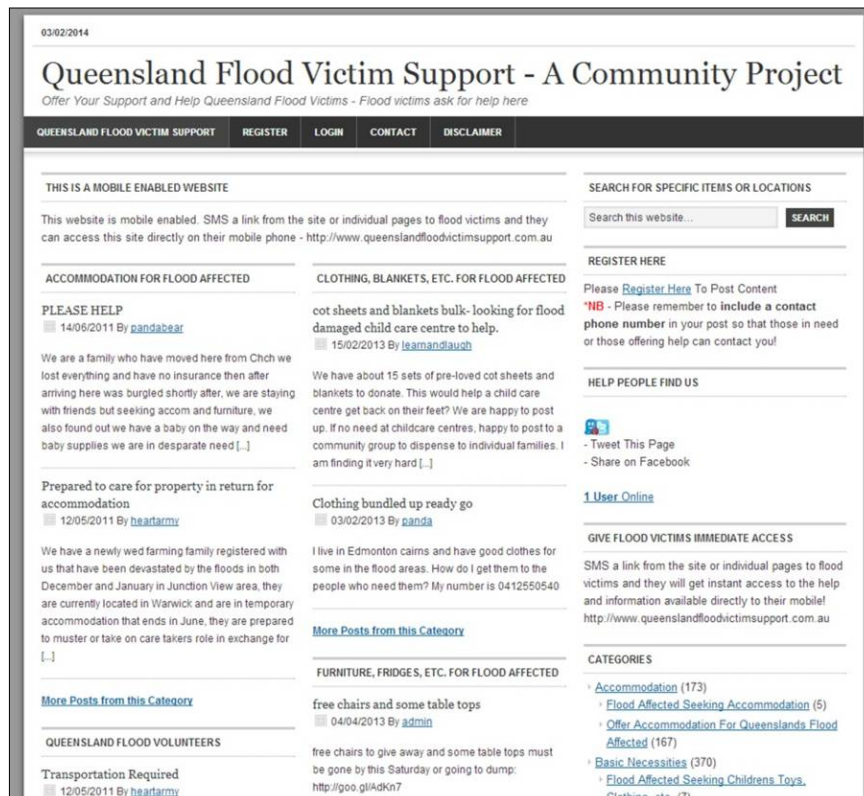 03/02/2014
Queensland Flood Victim Support - A Community Project
Offer Your Support and Help Queensland Flood Victims - Flood victims ask for help here
QUEENSLAND FLOOD VICTIM SUPPORT REGISTER LOGIN CONTACT DISCLAIMER
THIS IS A MOBILE ENABLED WEBSITE
This website is mobile enabled. SMS a link from the site or individual pages to flood victims and they
can access this site directly on their mobile phone - http://www.queenslandfloodvictimsupport.com.au
ACCOMMODATION FOR FLOOD AFFECTED
PLEASE HELP
14/06/2011 By pandabear
We are a family who have moved here from Chch we
lost everything and have no insurance then after
arriving here was burgled shortly after, we are staying
with friends but seeking accom and furniture, we
also found out we have a baby on the way and need
baby supplies we are in desparate need [...]
Prepared to care for property in return for
accommodation
12/05/2011 By heartarmy
We have a newly wed farming family registered with
us that have been devastated by the floods in both
December and January in Junction View area, they
are currently located in Warwick and are in temporary
accommodation that ends in June, they are prepared
to muster or take on care takers role in exchange for
[...]
More Posts from this Category
QUEENSLAND FLOOD VOLUNTEERS
Transportation Required
12/05/2011 By heartarmy
CLOTHING, BLANKETS, ETC. FOR FLOOD AFFECTED
cot sheets and blankets bulk- looking for flood
damaged child care centre to help.
15/02/2013 By learnandlaugh
We have about 15 sets of pre-loved cot sheets and
blankets to donate. This would help a child care
centre get back on their feet? We are happy to post
up. If no need at childcare centres, happy to post to a
community group to dispense to individual families. I
am finding it very hard [...]
Clothing bundled up ready go
03/02/2013 By panda
I live in Edmonton cairns and have good clothes for
some in the flood areas. How do I get them to the
people who need them? My number is 0412550540
More Posts from this Category
FURNITURE, FRIDGES, ETC. FOR FLOOD AFFECTED
free chairs and some table tops
04/04/2013 By admin
free chairs to give away and some table tops must
be gone by this Saturday or going to dump:
http://goo.gl/AdKn7
SEARCH FOR SPECIFIC ITEMS OR LOCATIONS
Search this website... SEARCH
REGISTER HERE
Please Register Here To Post Content
*NB - Please remember to include a contact
phone number in your post so that those in need
or those offering help can contact you!
HELP PEOPLE FIND US
- Tweet This Page
- Share on Facebook
1 User Online
GIVE FLOOD VICTIMS IMMEDIATE ACCESS
SMS a link from the site or individual pages to flood
victims and they will get instant access to the help
and information available directly to their mobile!
http://www.queenslandfloodvictimsupport.com.au
CATEGORIES
Accommodation (173)
Flood Affected Seeking Accommodation (5)
Offer Accommodation For Queenslands Flood
Affected (167)
Basic Necessities (370)
Flood Affected Seeking Childrens Toys,
Clothing, etc. (7)